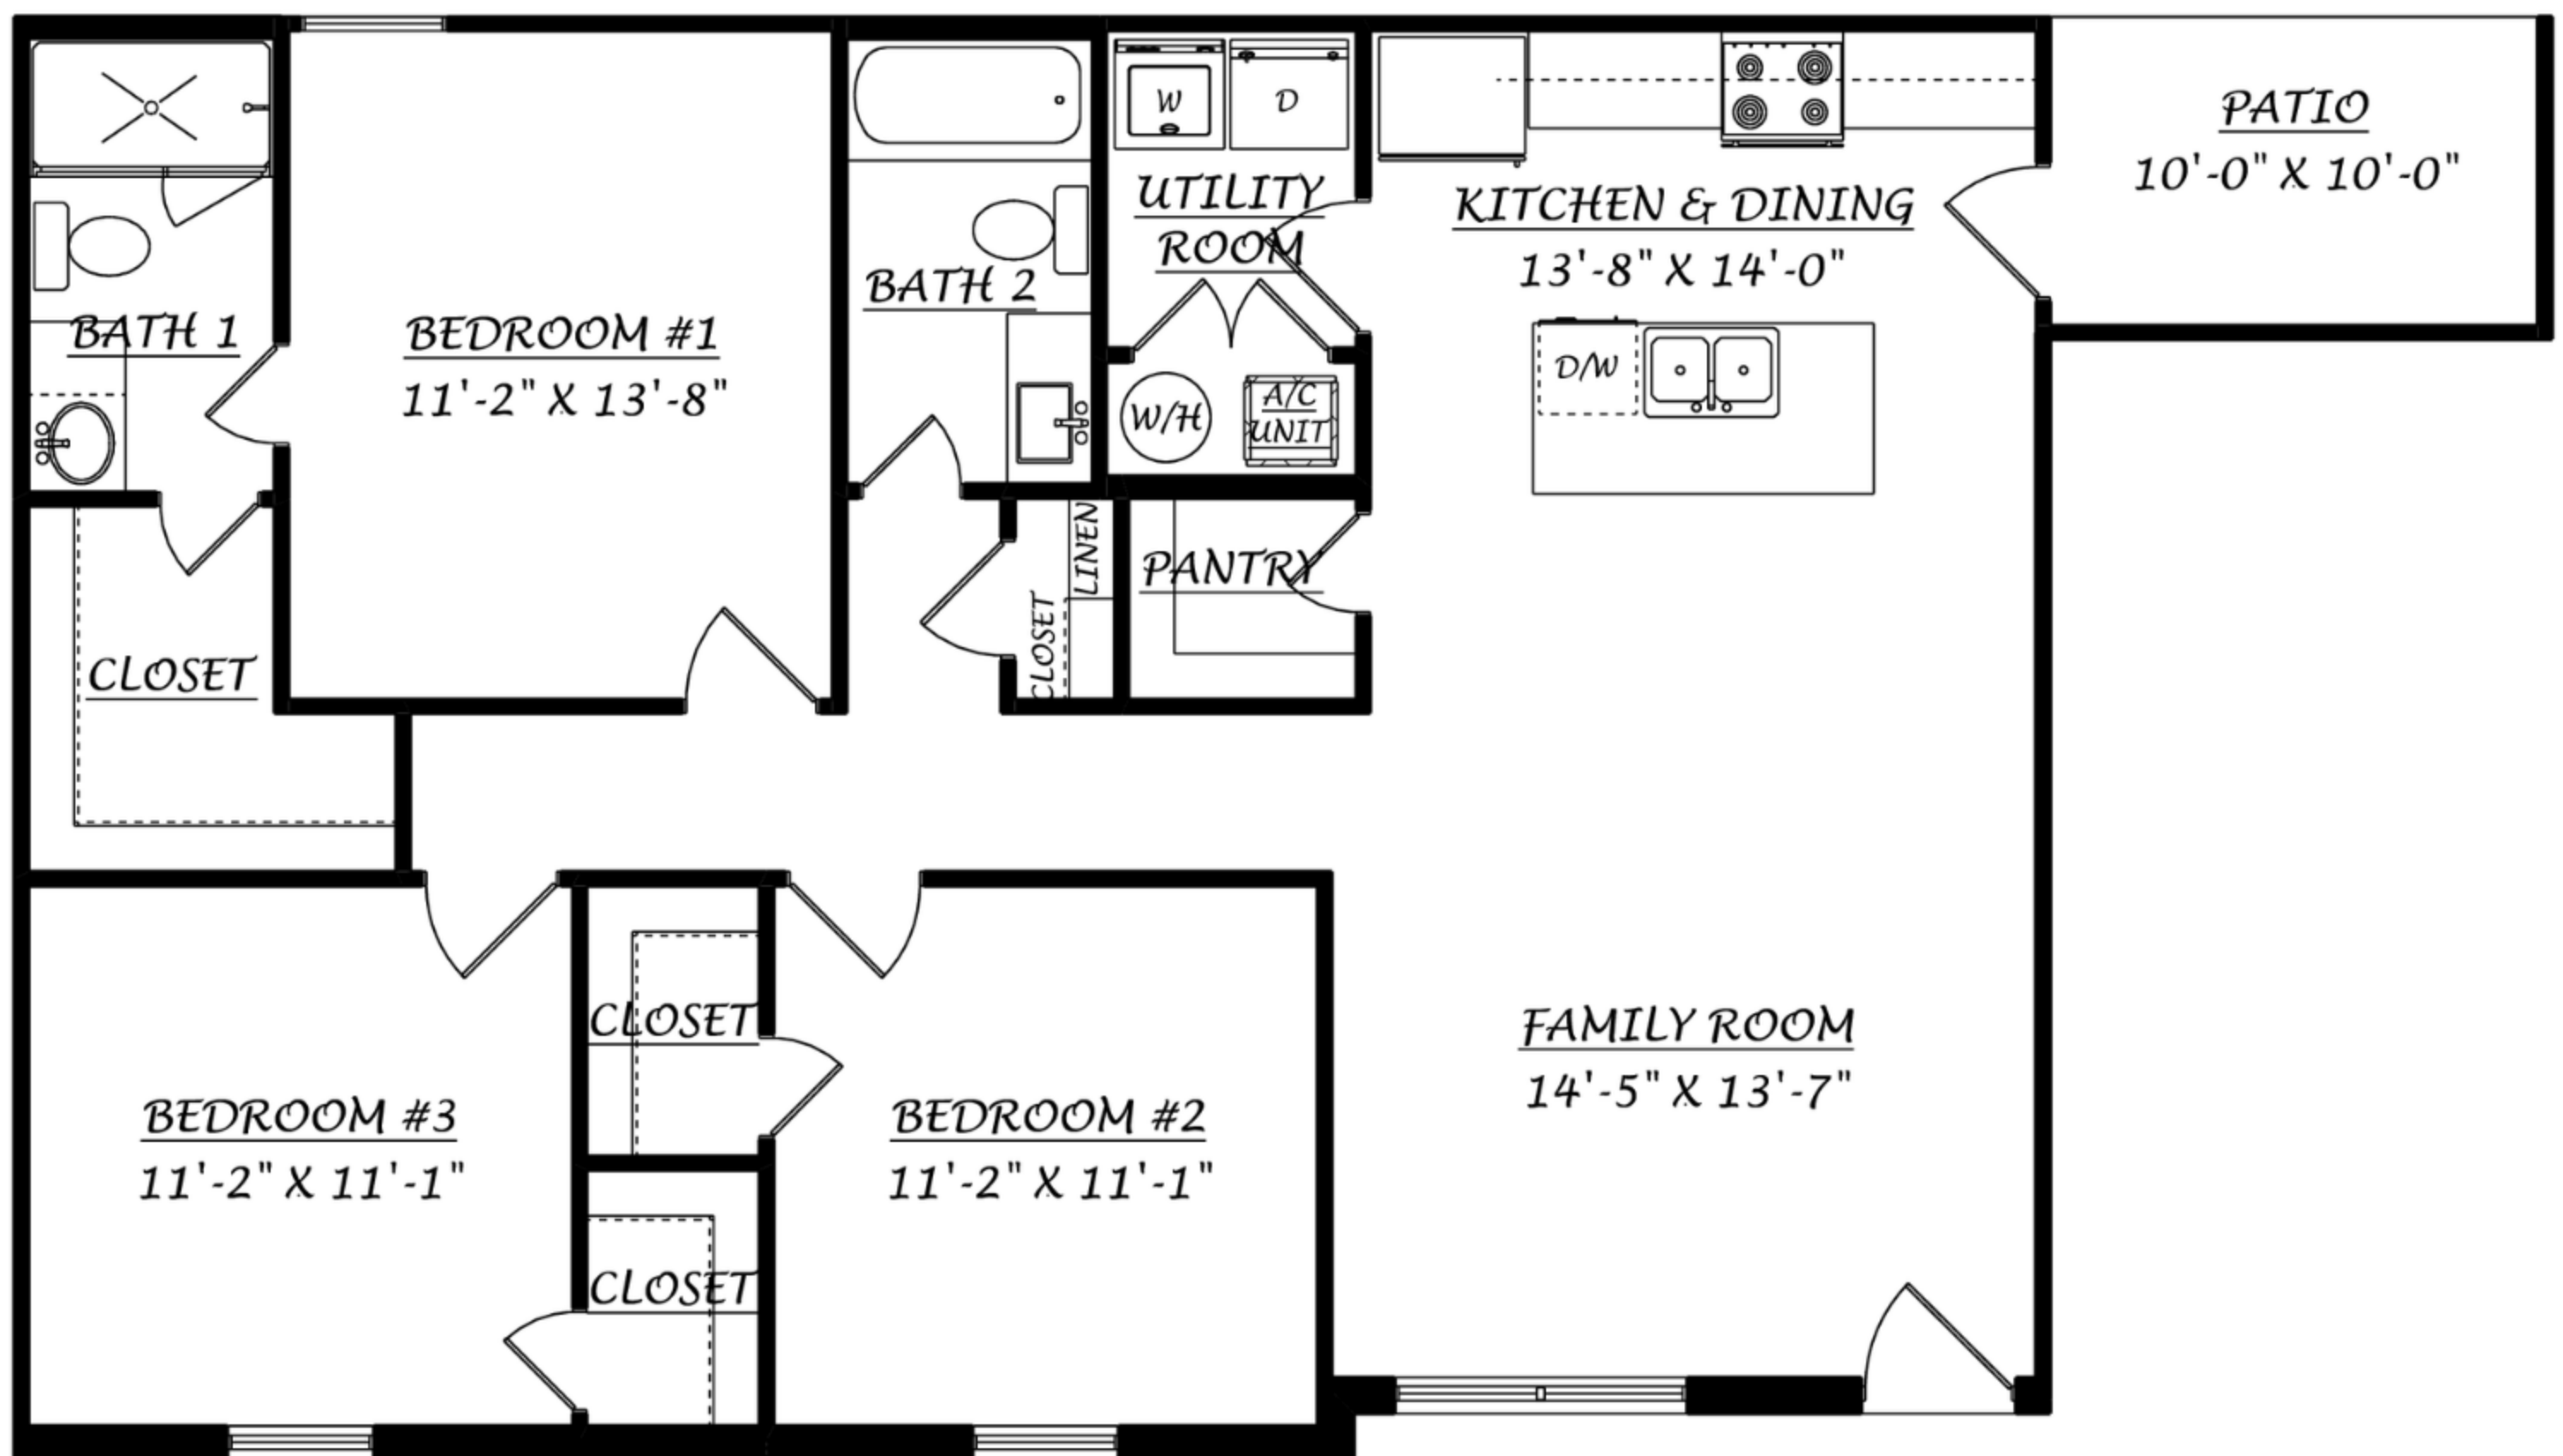 BATH 1
BEDROOM #1
11'-2" X 13'-8"
BATH 2
W
D
UTILITY
ROOM
W/H
A/C
UNIT
KITCHEN & DINING
13'-8" X 14'-0"
D/W
PATIO
10'-0" X 10'-0"
LINEN
CLOSET
PANTRY
CLOSET
CLOSET
CLOSET
BEDROOM #3
11'-2" X 11'-1"
BEDROOM #2
11'-2" X 11'-1"
FAMILY ROOM
14'-5" X 13'-7"